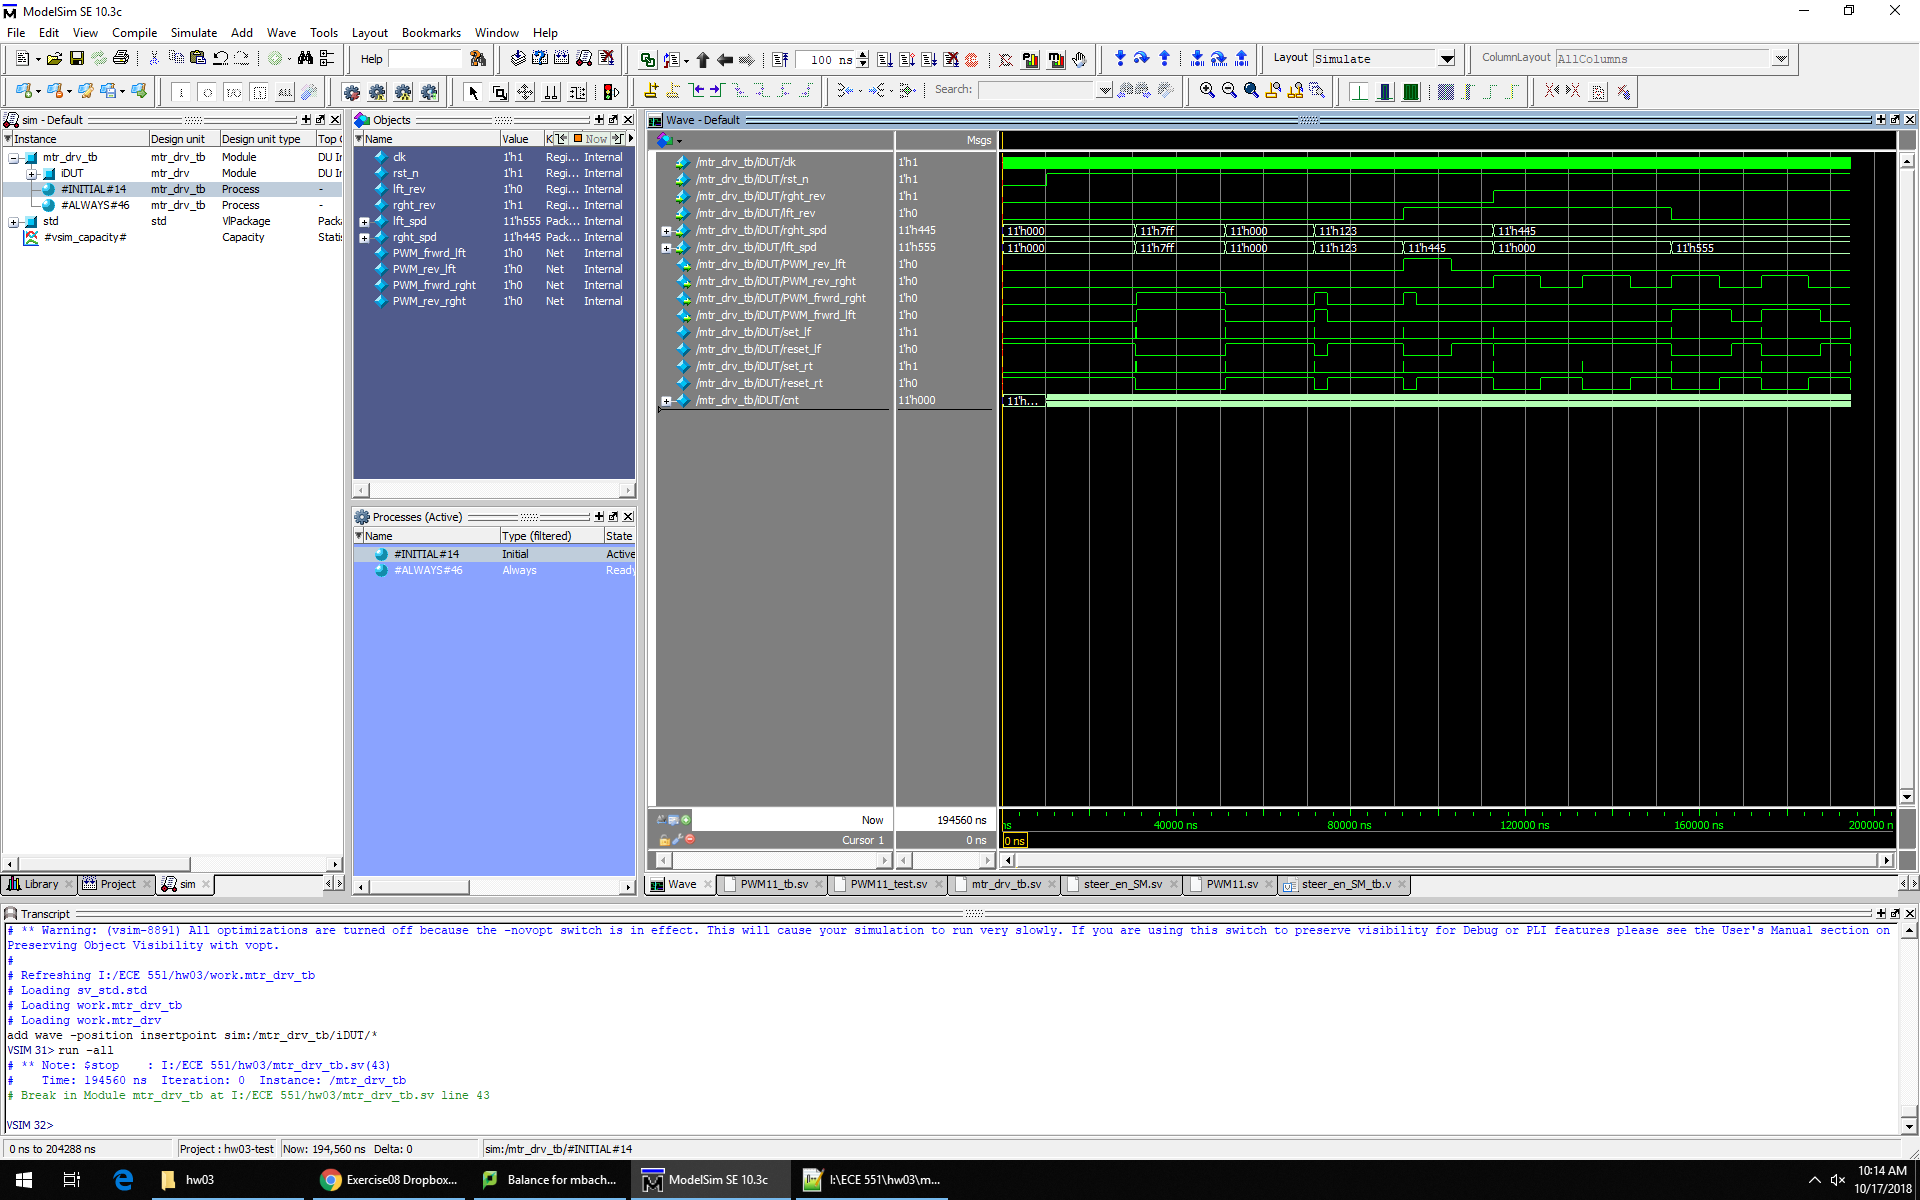 ModelSim SE 10.3c
File Edit View Compile Simulate Add Wave Tools Layout Bookmarks Window Help
Help
100 ns
Layout Simulate
ColumnLayout AllColumns
Search:
sim - Default
Instance Design unit Design unit type Top C
mtr_drv_tb mtr_drv_tb Module DU In
iDUT mtr_drv Module DU In
#INITIAL#14 mtr_drv_tb Process -
#ALWAYS#46 mtr_drv_tb Process -
std std VlPackage Pack
#vsim_capacity# Capacity Stati
Library Project sim
Objects
Name Value K Now
clk 1'h1 Regi... Internal
rst_n 1'h1 Regi... Internal
lft_rev 1'h0 Regi... Internal
rght_rev 1'h1 Regi... Internal
lft_spd 11'h555 Pack... Internal
rght_spd 11'h445 Pack... Internal
PWM_frwrd_lft 1'h0 Net Internal
PWM_rev_lft 1'h0 Net Internal
PWM_frwrd_rght 1'h0 Net Internal
PWM_rev_rght 1'h0 Net Internal
Processes (Active)
Name Type (filtered) State
#INITIAL#14 Initial Active
#ALWAYS#46 Always Ready
Wave - Default
Msgs
/mtr_drv_tb/iDUT/clk 1'h1
/mtr_drv_tb/iDUT/rst_n 1'h1
/mtr_drv_tb/iDUT/rght_rev 1'h1
/mtr_drv_tb/iDUT/lft_rev 1'h0
/mtr_drv_tb/iDUT/rght_spd 11'h445 11'h000 11'h7ff 11'h000 11'h123 11'h445
/mtr_drv_tb/iDUT/lft_spd 11'h555 11'h000 11'h7ff 11'h000 11'h123 11'h445 11'h000 11'h555
/mtr_drv_tb/iDUT/PWM_rev_lft 1'h0
/mtr_drv_tb/iDUT/PWM_rev_rght 1'h0
/mtr_drv_tb/iDUT/PWM_frwrd_rght 1'h0
/mtr_drv_tb/iDUT/PWM_frwrd_lft 1'h0
/mtr_drv_tb/iDUT/set_lf 1'h1
/mtr_drv_tb/iDUT/reset_lf 1'h0
/mtr_drv_tb/iDUT/set_rt 1'h1
/mtr_drv_tb/iDUT/reset_rt 1'h0
/mtr_drv_tb/iDUT/cnt 11'h000 11'h...
Now 194560 ns ns 40000 ns 80000 ns 120000 ns 160000 ns 200000 n
Cursor 1 0 ns 0 ns
Wave PWM11_tb.sv PWM11_test.sv mtr_drv_tb.sv steer_en_SM.sv PWM11.sv steer_en_SM_tb.v
Transcript
# ** Warning: (vsim-8891) All optimizations are turned off because the -novopt switch is in effect. This will cause your simulation to run very slowly. If you are using this switch to preserve visibility for Debug or PLI features please see the User's Manual section on
Preserving Object Visibility with vopt.
#
# Refreshing I:/ECE 551/hw03/work.mtr_drv_tb
# Loading sv_std.std
# Loading work.mtr_drv_tb
# Loading work.mtr_drv
add wave -position insertpoint sim:/mtr_drv_tb/iDUT/*
VSIM 31> run -all
# ** Note: $stop : I:/ECE 551/hw03/mtr_drv_tb.sv(43)
# Time: 194560 ns Iteration: 0 Instance: /mtr_drv_tb
# Break in Module mtr_drv_tb at I:/ECE 551/hw03/mtr_drv_tb.sv line 43
VSIM 32>
0 ns to 204288 ns Project : hw03-test Now: 194,560 ns Delta: 0 sim:/mtr_drv_tb/#INITIAL#14
hw03 Exercise08 Dropbox... Balance for mbach... ModelSim SE 10.3c I:\ECE 551\hw03\m...
10:14 AM
10/17/2018